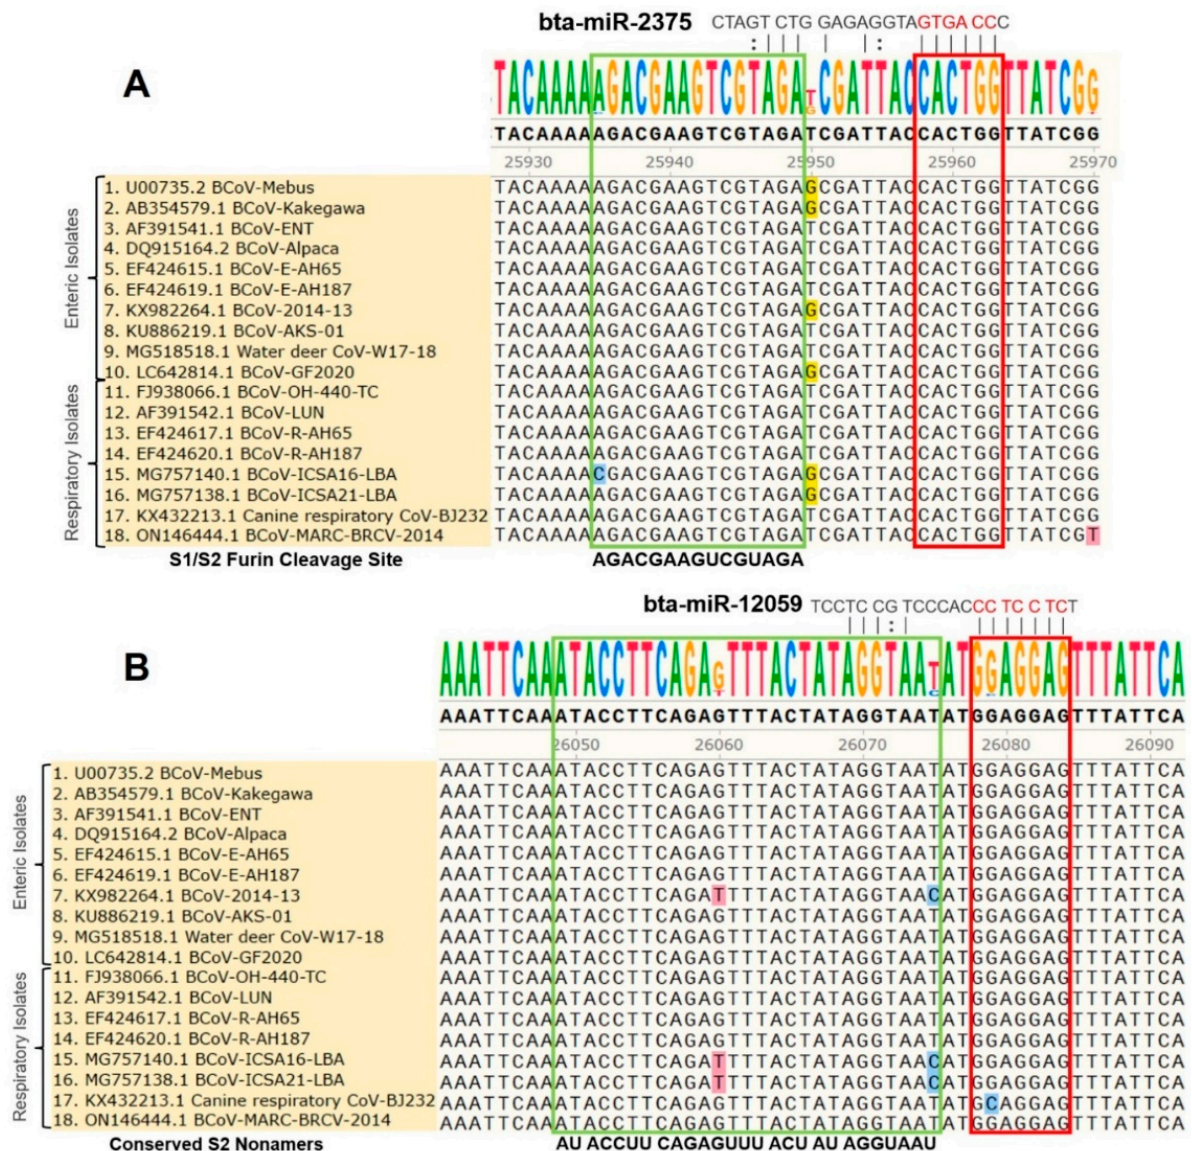 bta-miR-2375 CTAGT CTG GAGAGGTAGTGA CCC
A
TACAAAAAGACGAAGTCGTAGATCGATTACCACTGGTTATCGG
TACAAAAAGACGAAGTCGTAGATCGATTACCACTGGTTATCGG
25930 25940 25950 25960 25970
Enteric Isolates
1. U00735.2 BCoV-Mebus TACAAAAAGACGAAGTCGTAGAGCGATTACCACTGGTTATCGG
2. AB354579.1 BCoV-Kakegawa TACAAAAAGACGAAGTCGTAGAGCGATTACCACTGGTTATCGG
3. AF391541.1 BCoV-ENT TACAAAAAGACGAAGTCGTAGATCGATTACCACTGGTTATCGG
4. DQ915164.2 BCoV-Alpaca TACAAAAAGACGAAGTCGTAGATCGATTACCACTGGTTATCGG
5. EF424615.1 BCoV-E-AH65 TACAAAAAGACGAAGTCGTAGATCGATTACCACTGGTTATCGG
6. EF424619.1 BCoV-E-AH187 TACAAAAAGACGAAGTCGTAGATCGATTACCACTGGTTATCGG
7. KX982264.1 BCoV-2014-13 TACAAAAAGACGAAGTCGTAGAGCGATTACCACTGGTTATCGG
8. KU886219.1 BCoV-AKS-01 TACAAAAAGACGAAGTCGTAGATCGATTACCACTGGTTATCGG
9. MG518518.1 Water deer CoV-W17-18 TACAAAAAGACGAAGTCGTAGATCGATTACCACTGGTTATCGG
10. LC642814.1 BCoV-GF2020 TACAAAAAGACGAAGTCGTAGAGCGATTACCACTGGTTATCGG
Respiratory Isolates
11. FJ938066.1 BCoV-OH-440-TC TACAAAAAGACGAAGTCGTAGATCGATTACCACTGGTTATCGG
12. AF391542.1 BCoV-LUN TACAAAAAGACGAAGTCGTAGATCGATTACCACTGGTTATCGG
13. EF424617.1 BCoV-R-AH65 TACAAAAAGACGAAGTCGTAGATCGATTACCACTGGTTATCGG
14. EF424620.1 BCoV-R-AH187 TACAAAAAGACGAAGTCGTAGATCGATTACCACTGGTTATCGG
15. MG757140.1 BCoV-ICSA16-LBA TACAAAACGACGAAGTCGTAGAGCGATTACCACTGGTTATCGG
16. MG757138.1 BCoV-ICSA21-LBA TACAAAAAGACGAAGTCGTAGAGCGATTACCACTGGTTATCGG
17. KX432213.1 Canine respiratory CoV-BJ232 TACAAAAAGACGAAGTCGTAGATCGATTACCACTGGTTATCGG
18. ON146444.1 BCoV-MARC-BRCV-2014 TACAAAAAGACGAAGTCGTAGATCGATTACCACTGGTTATCGT
S1/S2 Furin Cleavage Site AGACGAAGUCGUAGA
bta-miR-12059 TCCTC CG TCCCACCC TC C TCT
B
AAATTCAAATACCTTCAGAGTTTACTATAGGTAATATGGAGGAGTTTATTCA
AAATTCAAATACCTTCAGAGTTTACTATAGGTAATATGGAGGAGTTTATTCA
26050 26060 26070 26080 26090
Enteric Isolates
1. U00735.2 BCoV-Mebus AAATTCAAATACCTTCAGAGTTTACTATAGGTAATATGGAGGAGTTTATTCA
2. AB354579.1 BCoV-Kakegawa AAATTCAAATACCTTCAGAGTTTACTATAGGTAATATGGAGGAGTTTATTCA
3. AF391541.1 BCoV-ENT AAATTCAAATACCTTCAGAGTTTACTATAGGTAATATGGAGGAGTTTATTCA
4. DQ915164.2 BCoV-Alpaca AAATTCAAATACCTTCAGAGTTTACTATAGGTAATATGGAGGAGTTTATTCA
5. EF424615.1 BCoV-E-AH65 AAATTCAAATACCTTCAGAGTTTACTATAGGTAATATGGAGGAGTTTATTCA
6. EF424619.1 BCoV-E-AH187 AAATTCAAATACCTTCAGAGTTTACTATAGGTAATATGGAGGAGTTTATTCA
7. KX982264.1 BCoV-2014-13 AAATTCAAATACCTTCAGATTTTACTATAGGTAACATGGAGGAGTTTATTCA
8. KU886219.1 BCoV-AKS-01 AAATTCAAATACCTTCAGAGTTTACTATAGGTAATATGGAGGAGTTTATTCA
9. MG518518.1 Water deer CoV-W17-18 AAATTCAAATACCTTCAGAGTTTACTATAGGTAATATGGAGGAGTTTATTCA
10. LC642814.1 BCoV-GF2020 AAATTCAAATACCTTCAGAGTTTACTATAGGTAATATGGAGGAGTTTATTCA
Respiratory Isolates
11. FJ938066.1 BCoV-OH-440-TC AAATTCAAATACCTTCAGAGTTTACTATAGGTAATATGGAGGAGTTTATTCA
12. AF391542.1 BCoV-LUN AAATTCAAATACCTTCAGAGTTTACTATAGGTAATATGGAGGAGTTTATTCA
13. EF424617.1 BCoV-R-AH65 AAATTCAAATACCTTCAGAGTTTACTATAGGTAATATGGAGGAGTTTATTCA
14. EF424620.1 BCoV-R-AH187 AAATTCAAATACCTTCAGAGTTTACTATAGGTAATATGGAGGAGTTTATTCA
15. MG757140.1 BCoV-ICSA16-LBA AAATTCAAATACCTTCAGATTTTACTATAGGTAACATGGAGGAGTTTATTCA
16. MG757138.1 BCoV-ICSA21-LBA AAATTCAAATACCTTCAGATTTTACTATAGGTAACATGGAGGAGTTTATTCA
17. KX432213.1 Canine respiratory CoV-BJ232 AAATTCAAATACCTTCAGAGTTTACTATAGGTAATATGCAGGAGTTTATTCA
18. ON146444.1 BCoV-MARC-BRCV-2014 AAATTCAAATACCTTCAGAGTTTACTATAGGTAATATGGAGGAGTTTATTCA
Conserved S2 Nonamers AU ACCUU CAGAGUUU ACU AU AGGUAAU